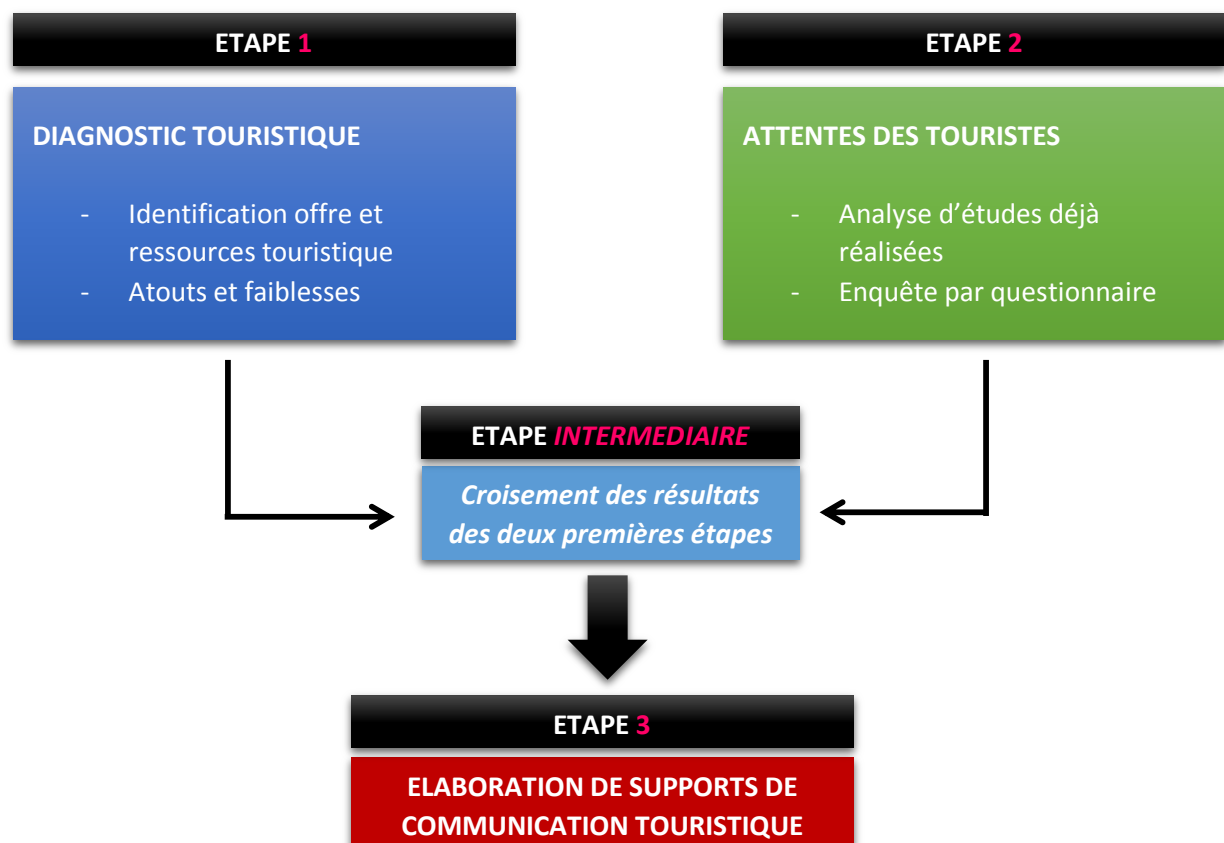 ETAPE 1
DIAGNOSTIC TOURISTIQUE
- Identification offre et
ressources touristique
- Atouts et faiblesses
ETAPE 2
ATTENTES DES TOURISTES
- Analyse d’études déjà
réalisées
- Enquête par questionnaire
ETAPE INTERMEDIAIRE
Croisement des résultats
des deux premières étapes
ETAPE 3
ELABORATION DE SUPPORTS DE
COMMUNICATION TOURISTIQUE